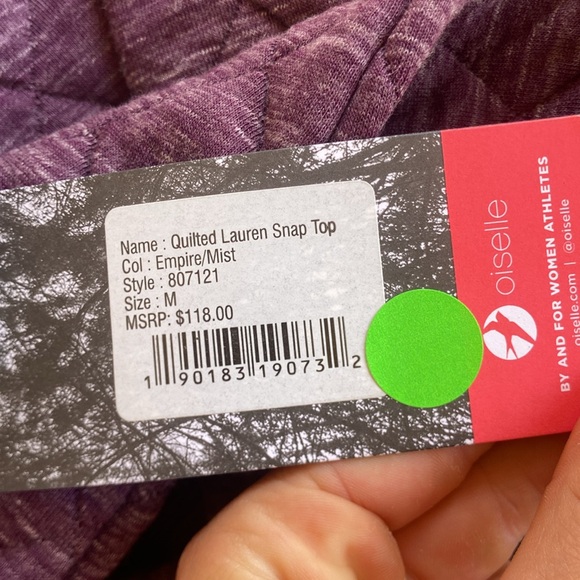 Name : Quilted Lauren Snap Top
Col : Empire/Mist
Style : 807121
Size : M
MSRP: $118.00
1 90183 19073 2
oiselle
BY AND FOR WOMEN ATHLETES
oiselle.com | @oiselle